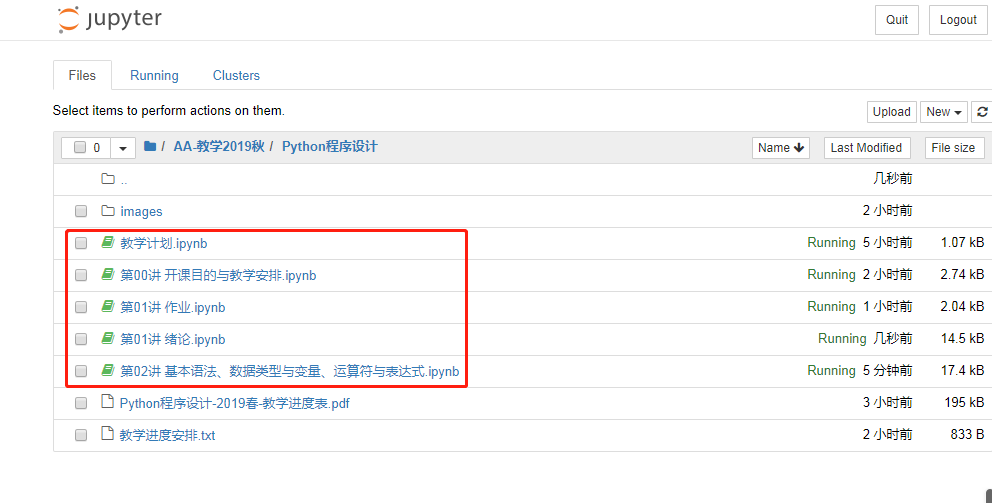 jupyter Quit Logout
Files Running Clusters
Select items to perform actions on them. Upload New
0 / AA-教学2019秋 / Python程序设计 Name Last Modified File size
.. 几秒前
images 2 小时前
教学计划.ipynb Running 5 小时前 1.07 kB
第00讲 开课目的与教学安排.ipynb Running 2 小时前 2.74 kB
第01讲 作业.ipynb Running 1 小时前 2.04 kB
第01讲 绪论.ipynb Running 几秒前 14.5 kB
第02讲 基本语法、数据类型与变量、运算符与表达式.ipynb Running 5 分钟前 17.4 kB
Python程序设计-2019春-教学进度表.pdf 3 小时前 195 kB
教学进度安排.txt 2 小时前 833 B